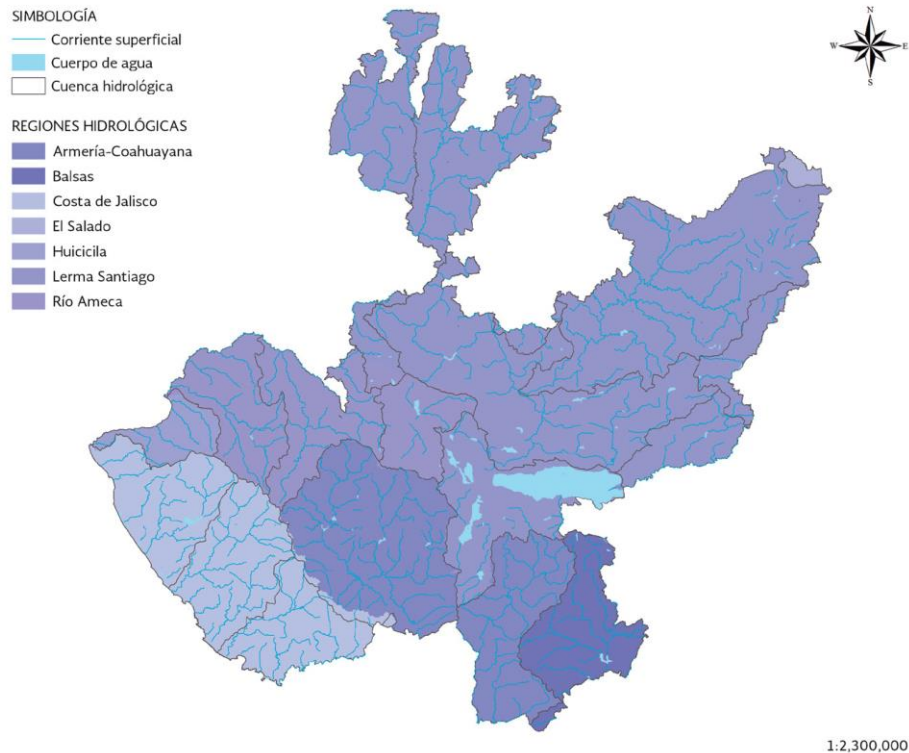 SIMBOLOGÍA
Corriente superficial
Cuerpo de agua
Cuenca hidrológica
REGIONES HIDROLÓGICAS
Armería-Coahuayana
Balsas
Costa de Jalisco
El Salado
Huicicila
Lerma Santiago
Río Ameca
N
W E
S
1:2,300,000